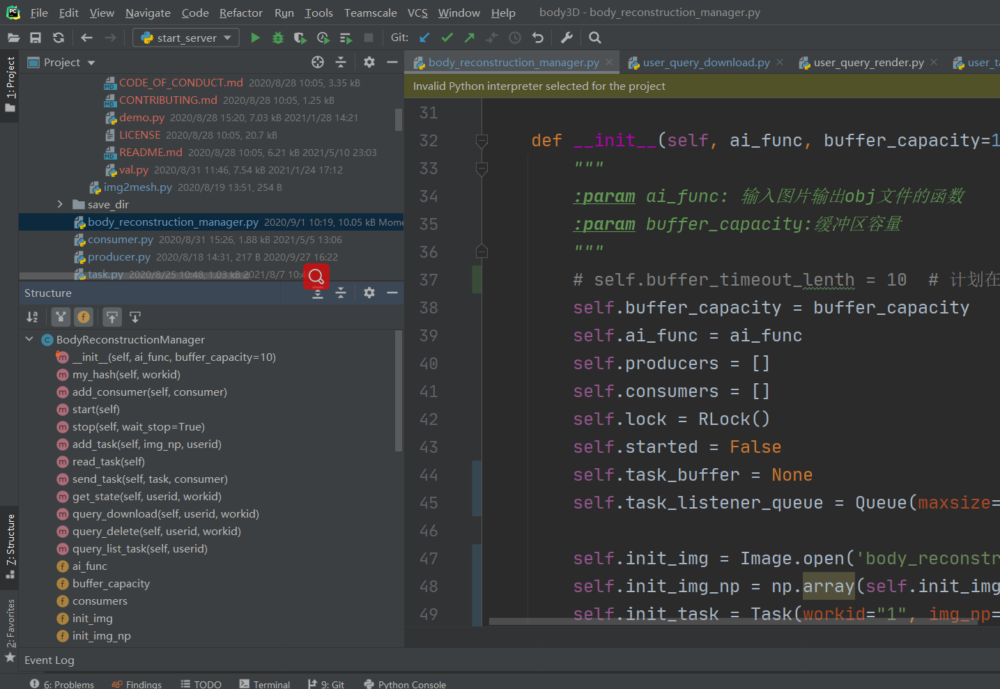 File Edit View Navigate Code Refactor Run Tools Teamscale VCS Window Help body3D - body_reconstruction_manager.py
start_server Git:
1: Project
Project
CODE_OF_CONDUCT.md 2020/8/28 10:05, 3.35 kB
CONTRIBUTING.md 2020/8/28 10:05, 1.25 kB
demo.py 2020/8/28 15:20, 7.03 kB 2021/1/28 14:21
LICENSE 2020/8/28 10:05, 20.7 kB
README.md 2020/8/28 10:05, 6.21 kB 2021/5/10 23:03
val.py 2020/8/31 11:46, 7.54 kB 2021/1/24 17:12
img2mesh.py 2020/8/19 13:51, 254 B
save_dir
body_reconstruction_manager.py 2020/9/1 10:19, 10.05 kB Mome
consumer.py 2020/8/31 15:26, 1.88 kB 2021/5/5 13:06
producer.py 2020/8/18 14:31, 217 B 2020/9/27 16:22
task.py 2020/8/25 10:48, 1.03 kB 2021/8/7 10:4
Structure
BodyReconstructionManager
__init__(self, ai_func, buffer_capacity=10)
my_hash(self, workid)
add_consumer(self, consumer)
start(self)
stop(self, wait_stop=True)
add_task(self, img_np, userid)
read_task(self)
send_task(self, task, consumer)
get_state(self, userid, workid)
query_download(self, userid, workid)
query_delete(self, userid, workid)
query_list_task(self, userid)
ai_func
buffer_capacity
consumers
init_img
init_img_np
7: Structure
2: Favorites
body_reconstruction_manager.py user_query_download.py user_query_render.py user_ta
Invalid Python interpreter selected for the project
31
32 def __init__(self, ai_func, buffer_capacity=1
33 """
34 :param ai_func: 输入图片输出obj文件的函数
35 :param buffer_capacity:缓冲区容量
36 """
37 # self.buffer_timeout_lenth = 10 # 计划在
38 self.buffer_capacity = buffer_capacity
39 self.ai_func = ai_func
40 self.producers = []
41 self.consumers = []
42 self.lock = RLock()
43 self.started = False
44 self.task_buffer = None
45 self.task_listener_queue = Queue(maxsize=
46
47 self.init_img = Image.open('body_reconstr
48 self.init_img_np = np.array(self.init_img
49 self.init_task = Task(workid="1", img_np=
Event Log
6: Problems Findings TODO Terminal 9: Git Python Console